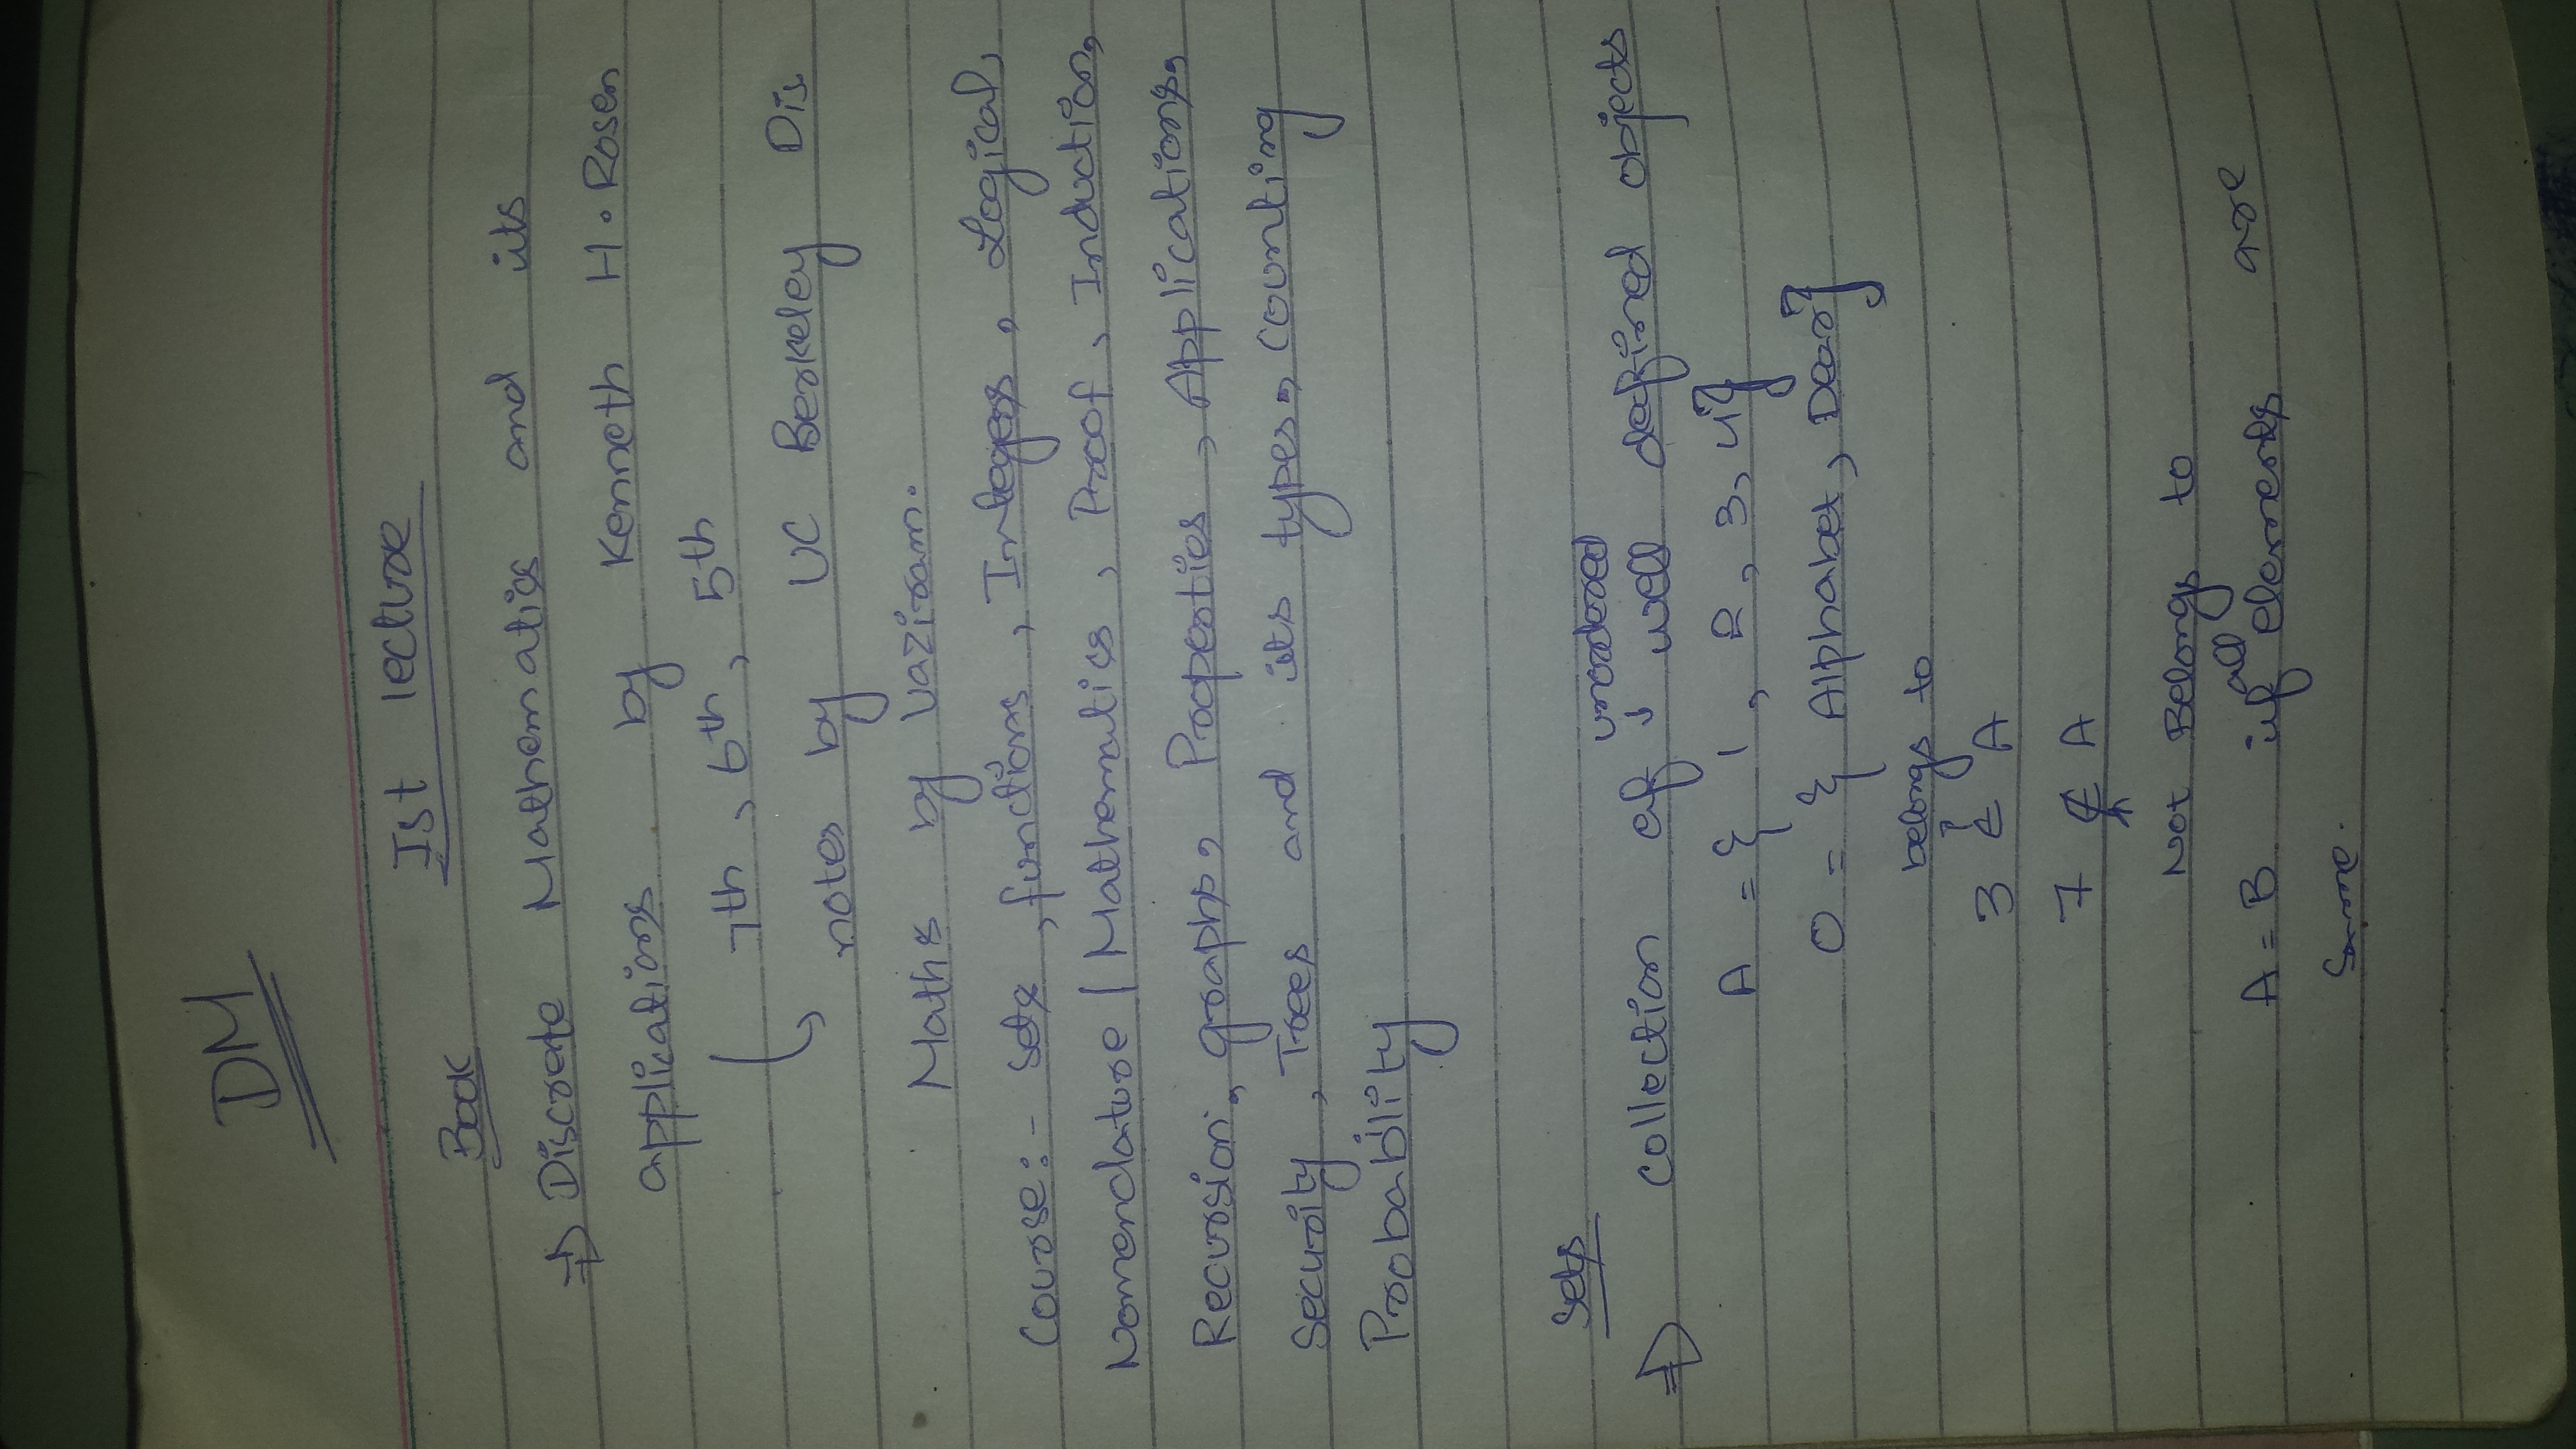 DM
Ist lecture
Book
⇒ Discrete Mathematics and its
applications by Kenneth H. Rosen
7th, 6th, 5th
notes by UC Berkeley Dis
Maths by Vaziram.
Course:- Sets, functions, Integers, Logical,
Nomenclature / Mathematics, Proof, Induction,
Recursion, graphs, Properties, Applications,
Security, Trees and its types, counting
Probability
Sets
unordered
⇒ Collection of ↓ well defined objects
A = { 1, 2, 3, 4}
O = { Alphabet, Dear}
belongs to
↑
3 ∈ A
7 ∉ A
↑
Not Belongs to
all
A = B if elements are
Same.